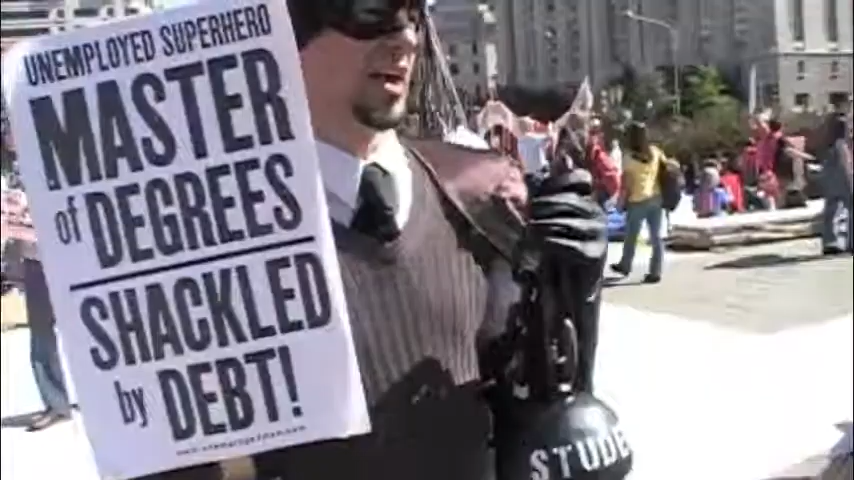 UNEMPLOYED SUPERHERO
MASTER
of DEGREES
SHACKLED
by DEBT!
STUDE